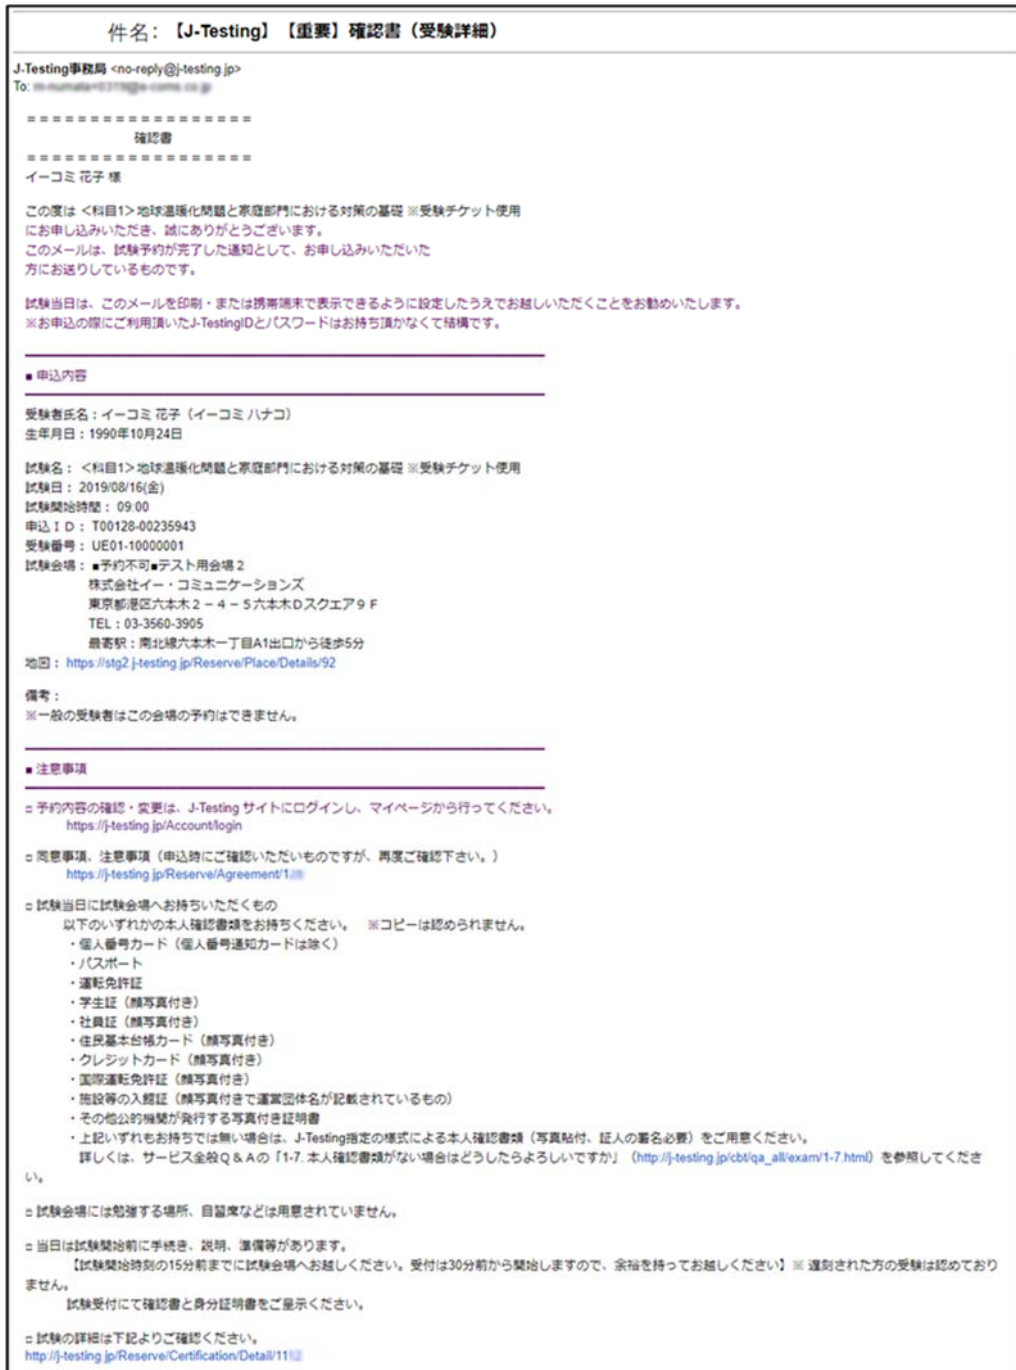 件名：【J-Testing】【重要】確認書（受験詳細）
J-Testing事務局 <no-reply@j-testing.jp>
To:
= = = = = = = = = = = = = = = = = =
確認書
= = = = = = = = = = = = = = = = = =
イーコミ 花子 様
この度は ＜科目1＞地球温暖化問題と家庭部門における対策の基礎 ※受験チケット使用
にお申し込みいただき、誠にありがとうございます。
このメールは、試験予約が完了した通知として、お申し込みいただいた
方にお送りしているものです。
試験当日は、このメールを印刷・または携帯端末で表示できるように設定したうえでお越しいただくことをお勧めいたします。
※お申込の際にご利用頂いたJ-TestingIDとパスワードはお持ち頂かなくて結構です。
■ 申込内容
受験者氏名：イーコミ 花子（イーコミ ハナコ）
生年月日：1990年10月24日
試験名： ＜科目1＞地球温暖化問題と家庭部門における対策の基礎 ※受験チケット使用
試験日： 2019/08/16(金)
試験開始時間： 09:00
申込ＩＤ： T00128-00235943
受験番号： UE01-10000001
試験会場： ■予約不可■テスト用会場２
株式会社イー・コミュニケーションズ
東京都港区六本木２－４－５六本木Ｄスクエア９Ｆ
TEL：03-3560-3905
最寄駅：南北線六本木一丁目A1出口から徒歩5分
地図： https://stg2.j-testing.jp/Reserve/Place/Details/92
備考：
※一般の受験者はこの会場の予約はできません。
■ 注意事項
□ 予約内容の確認・変更は、J-Testing サイトにログインし、マイページから行ってください。
https://j-testing.jp/Account/login
□ 同意事項、注意事項（申込時にご確認いただいものですが、再度ご確認下さい。）
https://j-testing.jp/Reserve/Agreement/1
□ 試験当日に試験会場へお持ちいただくもの
以下のいずれかの本人確認書類をお持ちください。　※コピーは認められません。
・個人番号カード（個人番号通知カードは除く）
・パスポート
・運転免許証
・学生証（顔写真付き）
・社員証（顔写真付き）
・住民基本台帳カード（顔写真付き）
・クレジットカード（顔写真付き）
・国際運転免許証（顔写真付き）
・施設等の入館証（顔写真付きで運営団体名が記載されているもの）
・その他公的機関が発行する写真付き証明書
・上記いずれもお持ちでは無い場合は、J-Testing指定の様式による本人確認書類（写真貼付、証人の署名必要）をご用意ください。
詳しくは、サービス全般Ｑ＆Ａの「1-7. 本人確認書類がない場合はどうしたらよろしいですか」（http://j-testing.jp/cbt/qa_all/exam/1-7.html）を参照してくださ
い。
□ 試験会場には勉強する場所、自習席などは用意されていません。
□ 当日は試験開始前に手続き、説明、準備等があります。
【試験開始時刻の15分前までに試験会場へお越しください。受付は30分前から開始しますので、余裕を持ってお越しください】※ 遅刻された方の受験は認めており
ません。
試験受付にて確認書と身分証明書をご呈示ください。
□ 試験の詳細は下記よりご確認ください。
http://j-testing.jp/Reserve/Certification/Detail/11